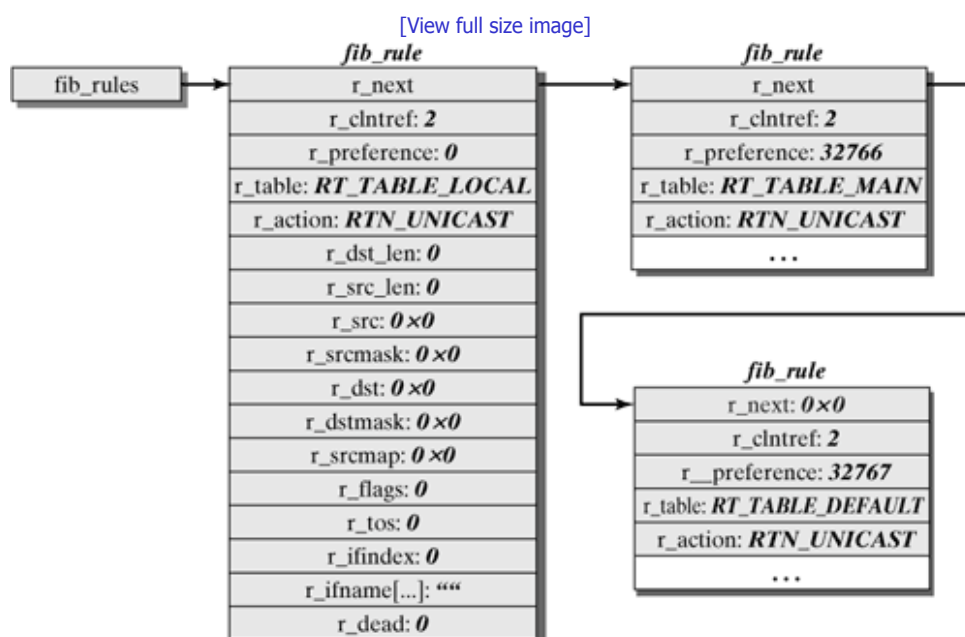 [View full size image]
fib_rules
fib_rule
r_next
r_clntref: 2
r_preference: 0
r_table: RT_TABLE_LOCAL
r_action: RTN_UNICAST
r_dst_len: 0
r_src_len: 0
r_src: 0×0
r_srcmask: 0×0
r_dst: 0×0
r_dstmask: 0×0
r_srcmap: 0×0
r_flags: 0
r_tos: 0
r_ifindex: 0
r_ifname[...]: ““
r_dead: 0
fib_rule
r_next
r_clntref: 2
r_preference: 32766
r_table: RT_TABLE_MAIN
r_action: RTN_UNICAST
...
fib_rule
r_next: 0×0
r_clntref: 2
r__preference: 32767
r_table: RT_TABLE_DEFAULT
r_action: RTN_UNICAST
...